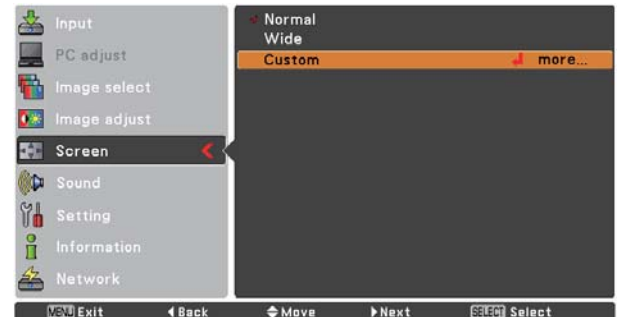 Input
PC adjust
Image select
Image adjust
Screen
Sound
Setting
Information
Network
Normal
Wide
Custom more...
MENU Exit Back Move Next SELECT Select